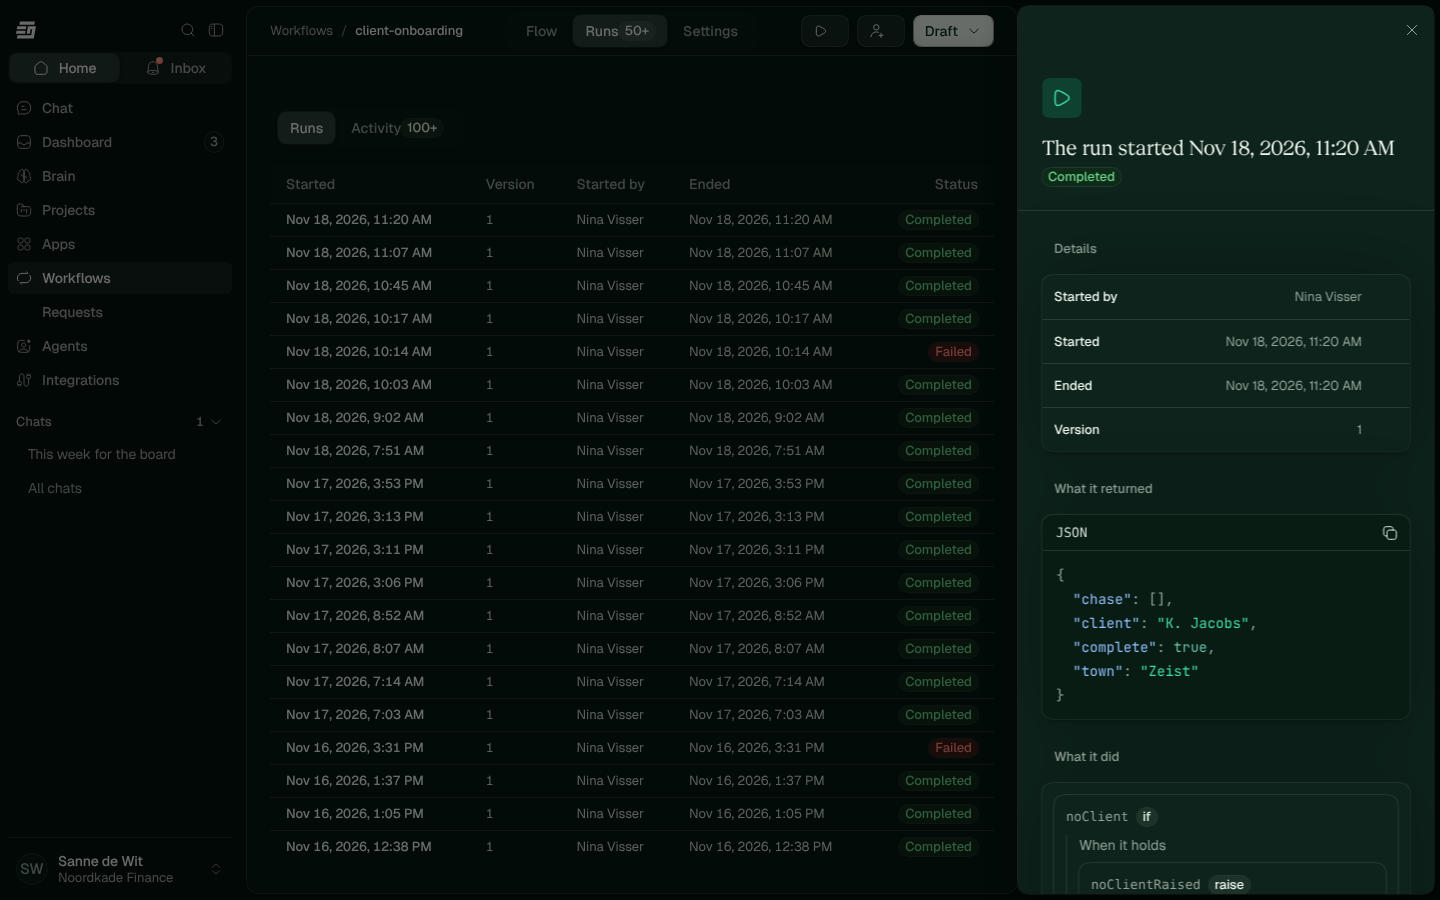 Home
Inbox
Chat
Dashboard 3
Brain
Projects
Apps
Workflows
Requests
Agents
Integrations
Chats 1
This week for the board
All chats
SW
Sanne de Wit
Noordkade Finance
Workflows / client-onboarding
Flow
Runs 50+
Settings
Draft
Runs
Activity 100+
Started Version Started by Ended Status
Nov 18, 2026, 11:20 AM 1 Nina Visser Nov 18, 2026, 11:20 AM Completed
Nov 18, 2026, 11:07 AM 1 Nina Visser Nov 18, 2026, 11:07 AM Completed
Nov 18, 2026, 10:45 AM 1 Nina Visser Nov 18, 2026, 10:45 AM Completed
Nov 18, 2026, 10:17 AM 1 Nina Visser Nov 18, 2026, 10:17 AM Completed
Nov 18, 2026, 10:14 AM 1 Nina Visser Nov 18, 2026, 10:14 AM Failed
Nov 18, 2026, 10:03 AM 1 Nina Visser Nov 18, 2026, 10:03 AM Completed
Nov 18, 2026, 9:02 AM 1 Nina Visser Nov 18, 2026, 9:02 AM Completed
Nov 18, 2026, 7:51 AM 1 Nina Visser Nov 18, 2026, 7:51 AM Completed
Nov 17, 2026, 3:53 PM 1 Nina Visser Nov 17, 2026, 3:53 PM Completed
Nov 17, 2026, 3:13 PM 1 Nina Visser Nov 17, 2026, 3:13 PM Completed
Nov 17, 2026, 3:11 PM 1 Nina Visser Nov 17, 2026, 3:11 PM Completed
Nov 17, 2026, 3:06 PM 1 Nina Visser Nov 17, 2026, 3:06 PM Completed
Nov 17, 2026, 8:52 AM 1 Nina Visser Nov 17, 2026, 8:52 AM Completed
Nov 17, 2026, 8:07 AM 1 Nina Visser Nov 17, 2026, 8:07 AM Completed
Nov 17, 2026, 7:14 AM 1 Nina Visser Nov 17, 2026, 7:14 AM Completed
Nov 17, 2026, 7:03 AM 1 Nina Visser Nov 17, 2026, 7:03 AM Completed
Nov 16, 2026, 3:31 PM 1 Nina Visser Nov 16, 2026, 3:31 PM Failed
Nov 16, 2026, 1:37 PM 1 Nina Visser Nov 16, 2026, 1:37 PM Completed
Nov 16, 2026, 1:05 PM 1 Nina Visser Nov 16, 2026, 1:05 PM Completed
Nov 16, 2026, 12:38 PM 1 Nina Visser Nov 16, 2026, 12:38 PM Completed
The run started Nov 18, 2026, 11:20 AM
Completed
Details
Started by Nina Visser
Started Nov 18, 2026, 11:20 AM
Ended Nov 18, 2026, 11:20 AM
Version 1
What it returned
JSON
{
"chase": [],
"client": "K. Jacobs",
"complete": true,
"town": "Zeist"
}
What it did
noClient if
When it holds
noClientRaised raise